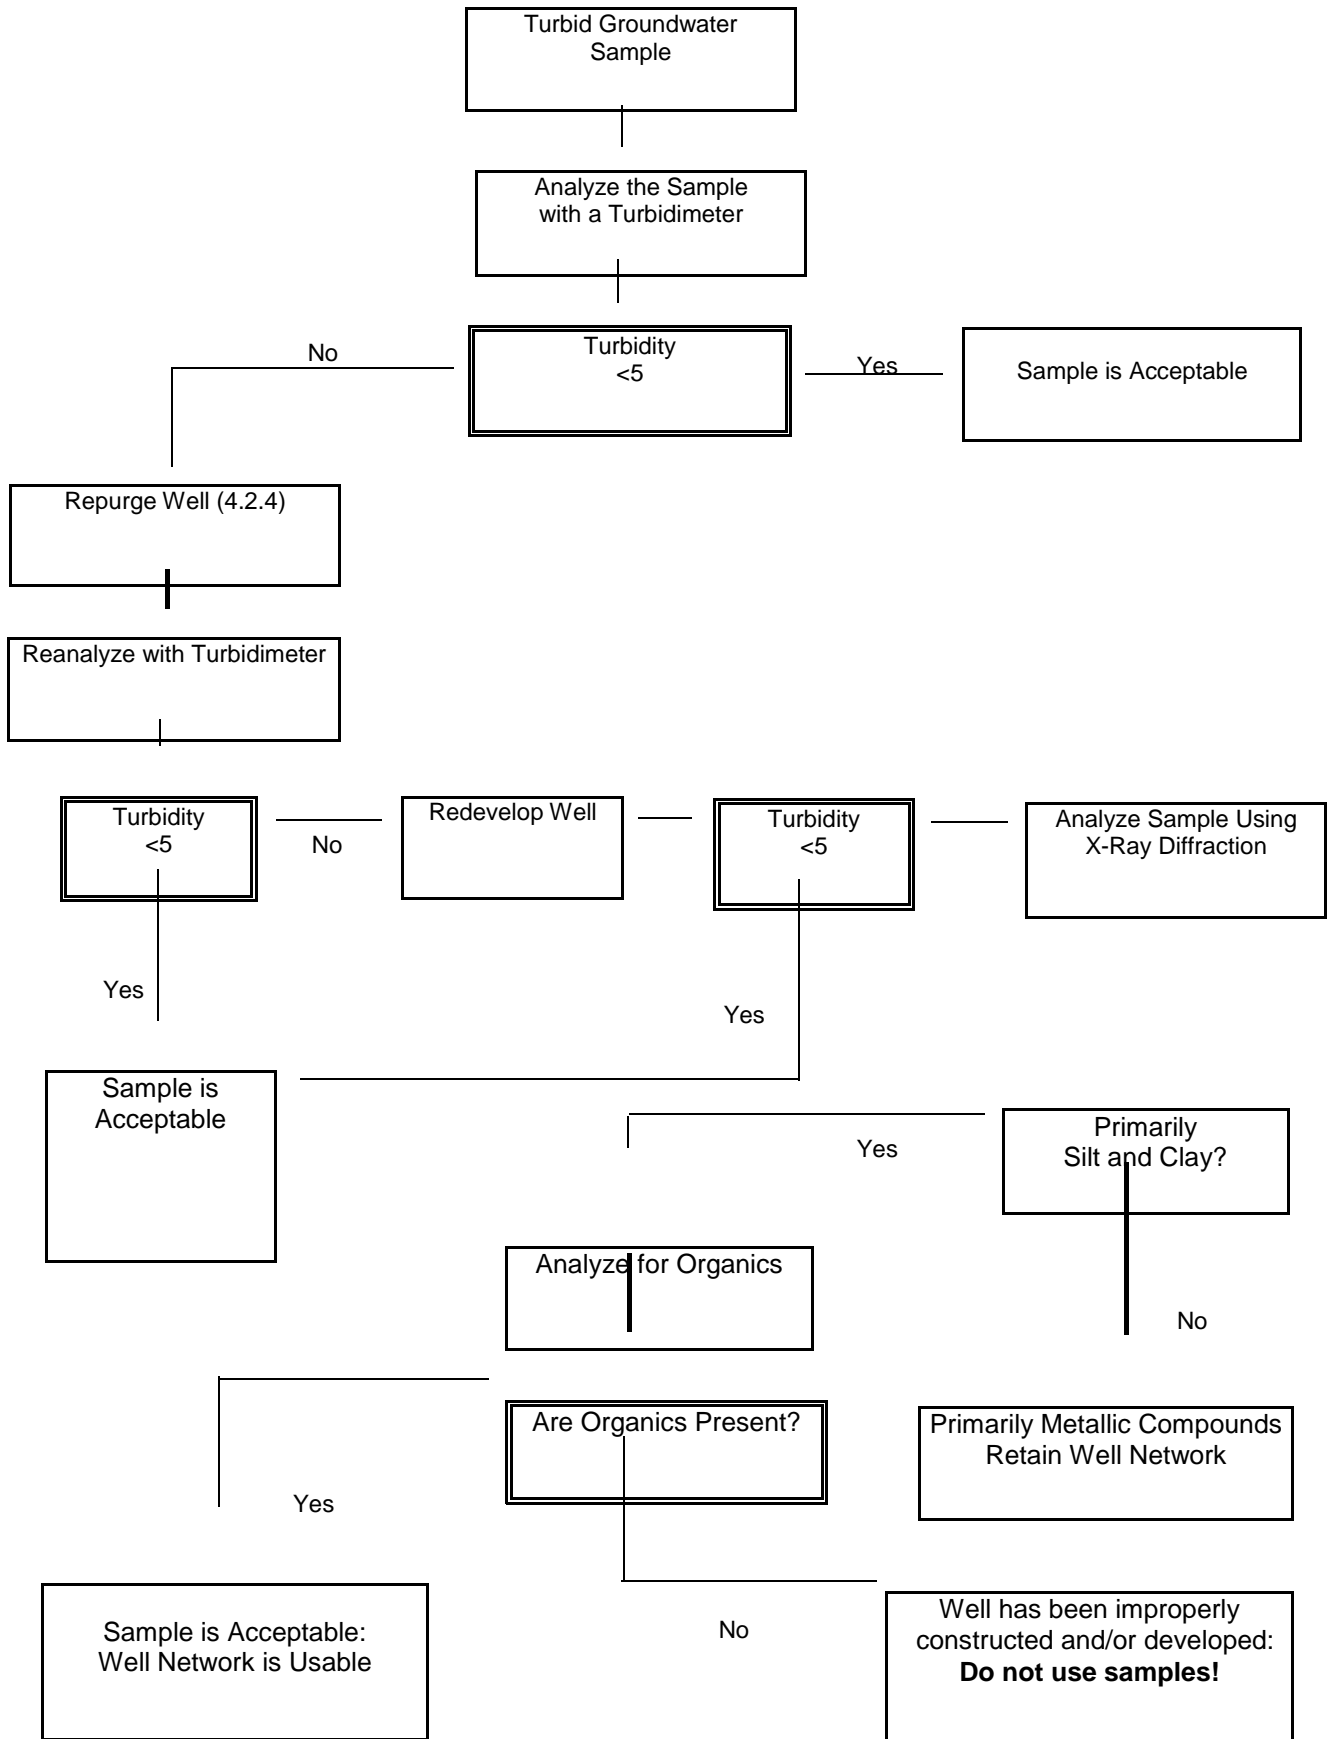 Turbid Groundwater
Sample
Analyze the Sample
with a Turbidimeter
No
Turbidity
<5
Yes
Sample is Acceptable
Repurge Well (4.2.4)
Reanalyze with Turbidimeter
Turbidity
<5
No
Redevelop Well
Turbidity
<5
Analyze Sample Using
X-Ray Diffraction
Yes
Yes
Sample is
Acceptable
Yes
Primarily
Silt and Clay?
Analyze for Organics
No
Are Organics Present?
Primarily Metallic Compounds
Retain Well Network
Yes
No
Sample is Acceptable:
Well Network is Usable
Well has been improperly
constructed and/or developed:
Do not use samples!